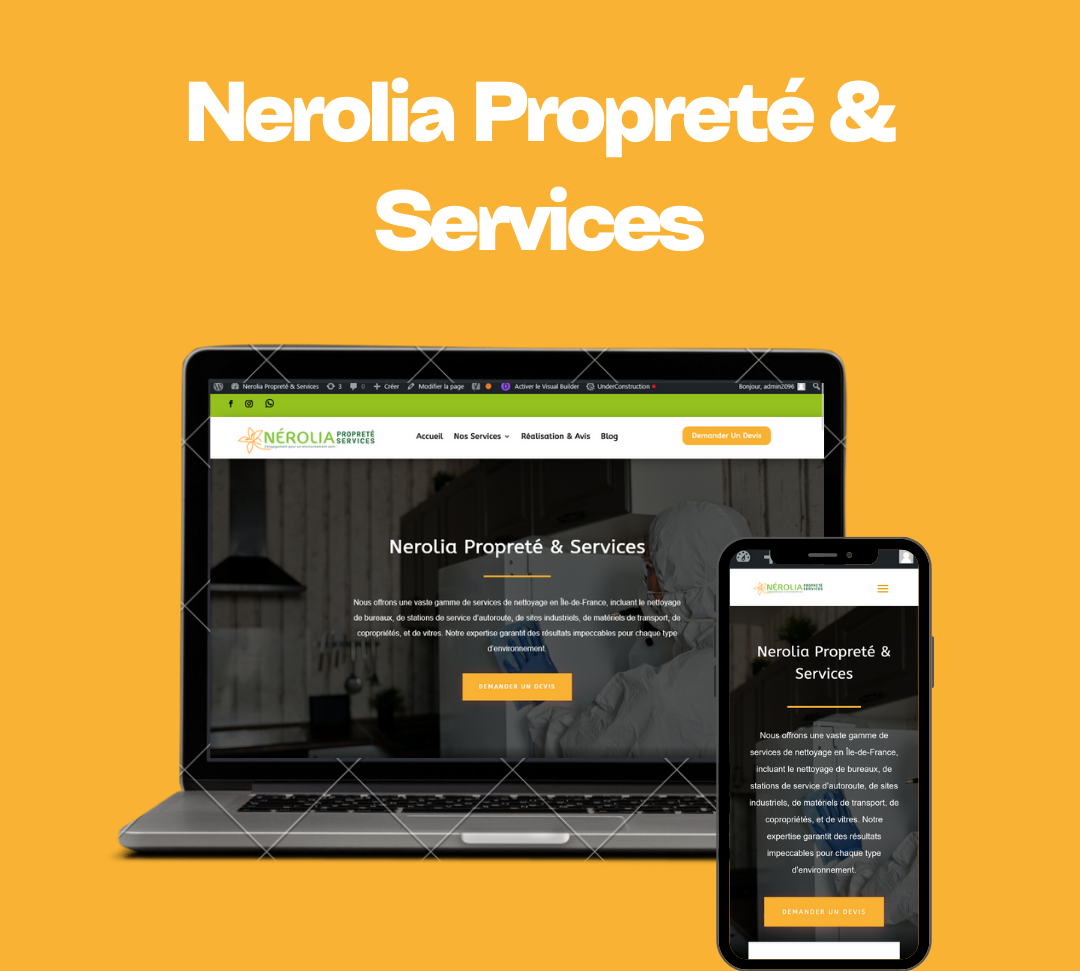 Nerolia Propreté &
Services
Nerolia Propreté & Services 3 0 Créer Modifier la page Activer le Visual Builder UnderConstruction Bonjour, admin2096
NÉROLIA PROPRETÉ SERVICES
Accueil Nos Services Réalisation & Avis Blog Demander Un Devis
Nerolia Propreté & Services
Nous offrons une vaste gamme de services de nettoyage en Île-de-France, incluant le nettoyage
de bureaux, de stations de service d'autoroute, de sites industriels, de matériels de transport, de
copropriétés, et de vitres. Notre expertise garantit des résultats impeccables pour chaque type
d'environnement.
DEMANDER UN DEVIS
NÉROLIA PROPRETÉ SERVICES
Nerolia Propreté &
Services
Nous offrons une vaste gamme de
services de nettoyage en Île-de-France,
incluant le nettoyage de bureaux, de
stations de service d'autoroute, de sites
industriels, de matériels de transport, de
copropriétés, et de vitres. Notre
expertise garantit des résultats
impeccables pour chaque type
d'environnement.
DEMANDER UN DEVIS